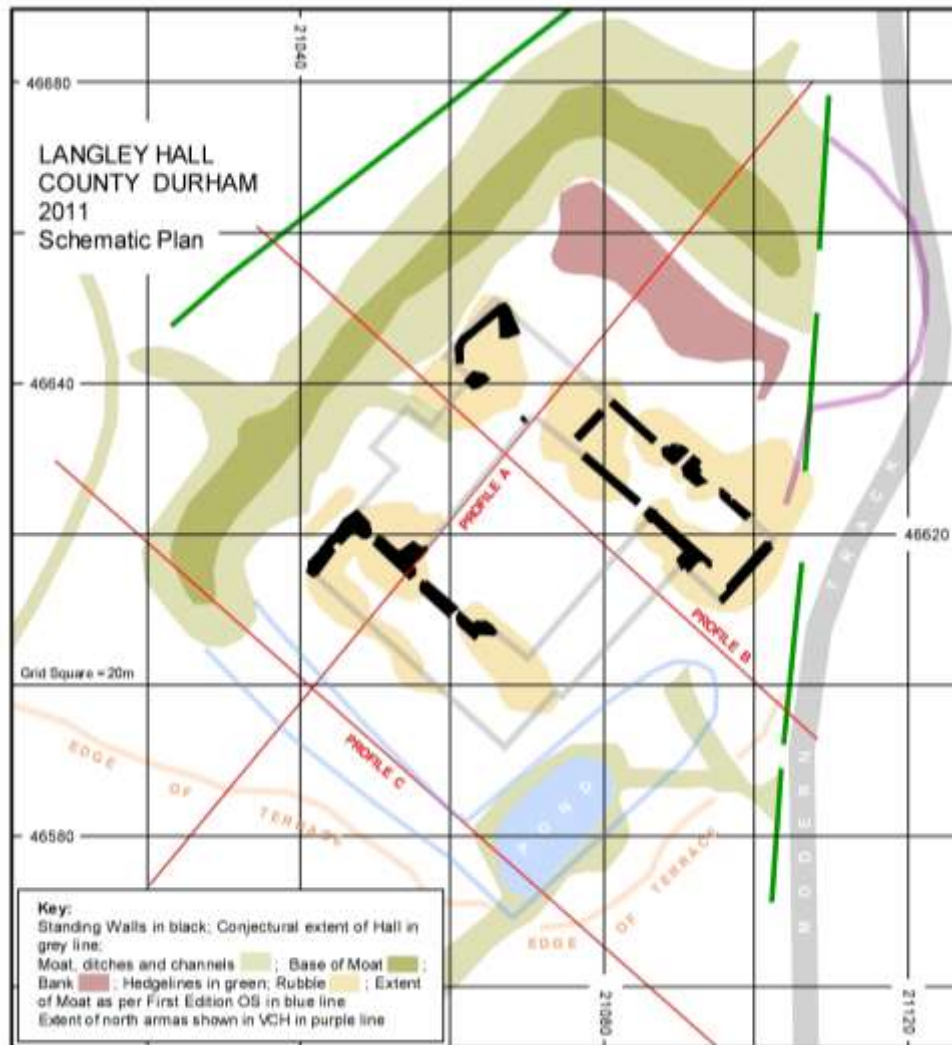 21040
46680
LANGLEY HALL
COUNTY DURHAM
2011
Schematic Plan
46640
PROFILE A
46620
MODERN TRACK
PROFILE B
Grid Square = 20m
EDGE OF TERRACE
PROFILE C
POND
46580
EDGE OF TERRACE
Key:
Standing Walls in black; Conjectural extent of Hall in
grey line;
Moat, ditches and channels ; Base of Moat ;
Bank ; Hedgelines in green; Rubble ; Extent
of Moat as per First Edition OS in blue line
Extent of north armas shown in VCH in purple line
21080
21120